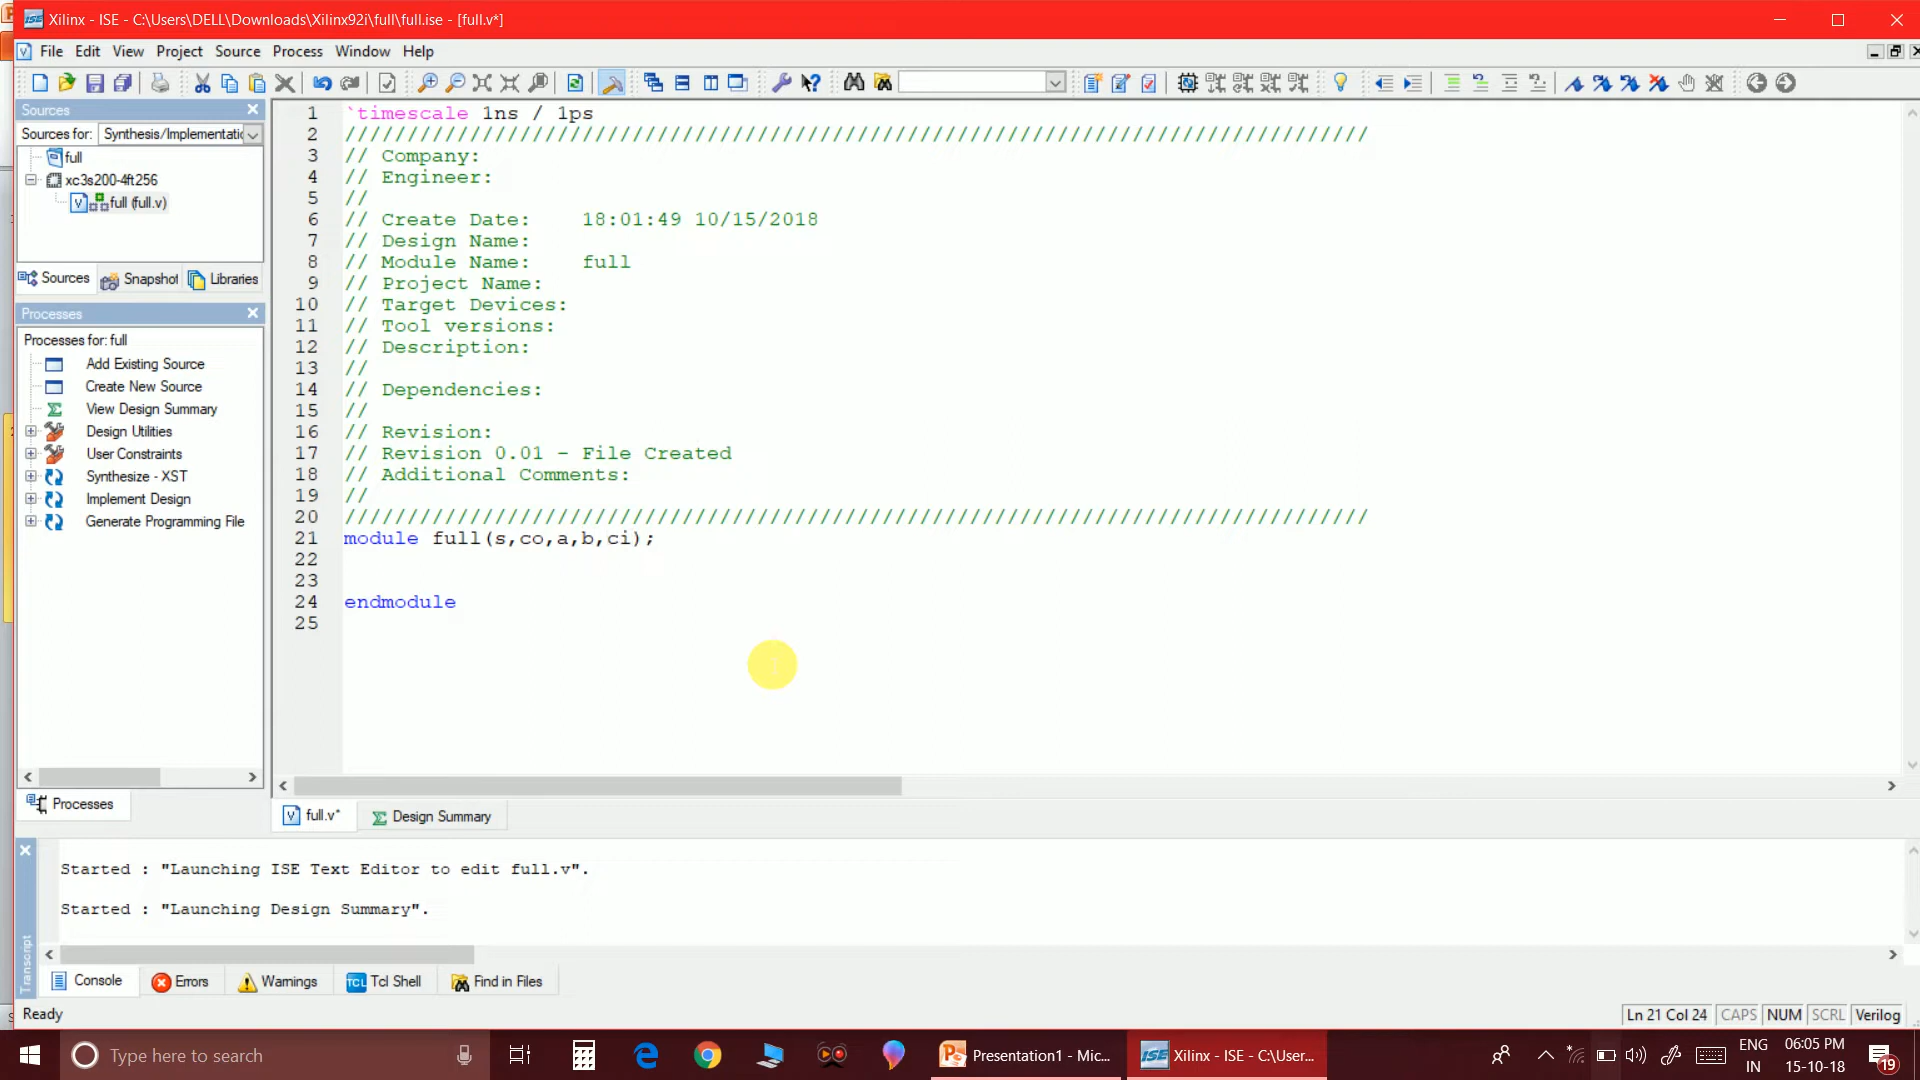 Xilinx - ISE - C:\Users\DELL\Downloads\Xilinx92i\full\full.ise - [full.v*]
File Edit View Project Source Process Window Help
Sources
Sources for: Synthesis/Implementatic
full
xc3s200-4ft256
full (full.v)
Sources Snapshot Libraries
Processes
Processes for: full
Add Existing Source
Create New Source
View Design Summary
Design Utilities
User Constraints
Synthesize - XST
Implement Design
Generate Programming File
Processes
1 `timescale 1ns / 1ps
2 //////////////////////////////////////////////////////////////////////////////////
3 // Company:
4 // Engineer:
5 //
6 // Create Date: 18:01:49 10/15/2018
7 // Design Name:
8 // Module Name: full
9 // Project Name:
10 // Target Devices:
11 // Tool versions:
12 // Description:
13 //
14 // Dependencies:
15 //
16 // Revision:
17 // Revision 0.01 - File Created
18 // Additional Comments:
19 //
20 //////////////////////////////////////////////////////////////////////////////////
21 module full(s,co,a,b,ci);
22
23
24 endmodule
25
full.v* Design Summary
Started : "Launching ISE Text Editor to edit full.v".
Started : "Launching Design Summary".
Transcript
Console Errors Warnings TCL Tcl Shell Find in Files
Ready
Ln 21 Col 24 CAPS NUM SCRL Verilog
Type here to search
Presentation1 - Mic...
ISE Xilinx - ISE - C:\User...
ENG
IN
06:05 PM
15-10-18
19